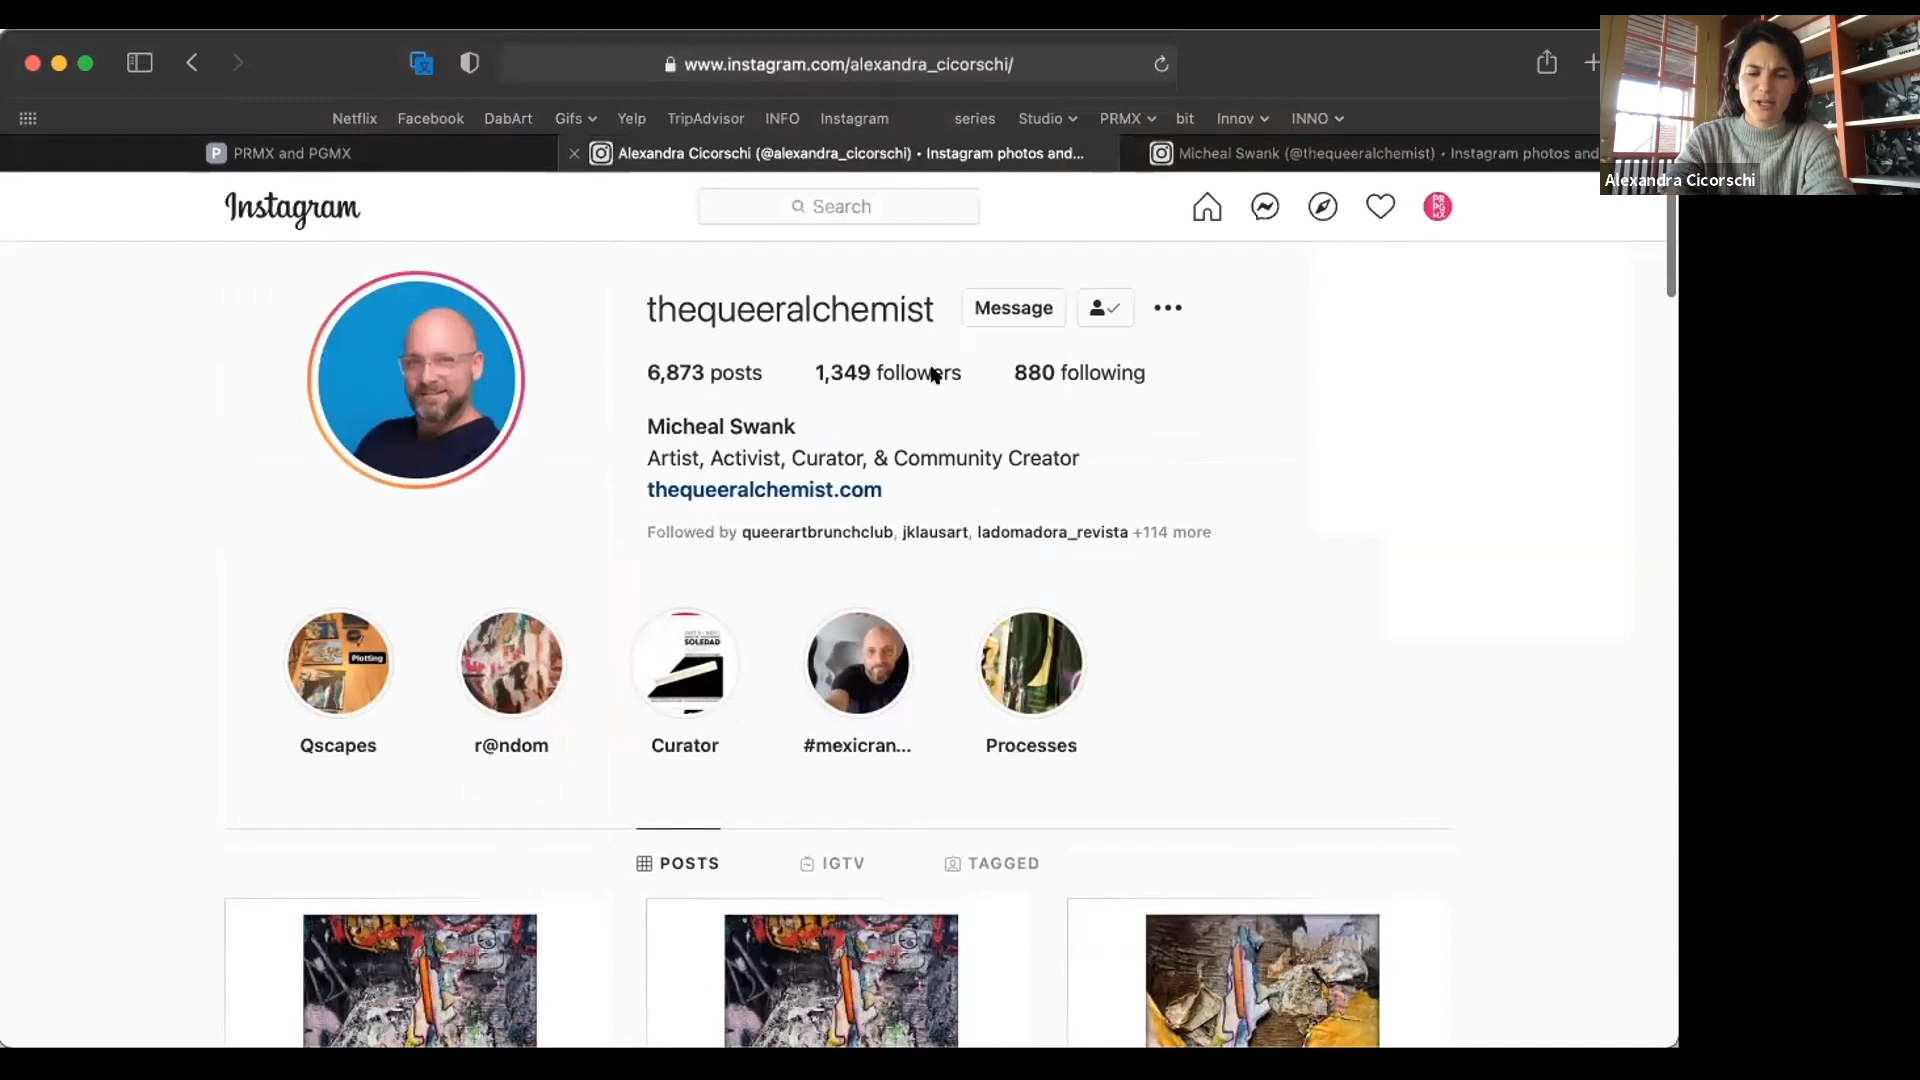 www.instagram.com/alexandra_cicorschi/
Netflix Facebook DabArt Gifs Yelp TripAdvisor INFO Instagram series Studio PRMX bit Innov INNO
P PRMX and PGMX
Alexandra Cicorschi (@alexandra_cicorschi) • Instagram photos and...
Micheal Swank (@thequeeralchemist) • Instagram photos and
Alexandra Cicorschi
Instagram
Search
PR
PG
MX
thequeeralchemist Message
6,873 posts 1,349 followers 880 following
Micheal Swank
Artist, Activist, Curator, & Community Creator
thequeeralchemist.com
Followed by queerartbrunchclub, jklausart, ladomadora_revista +114 more
Plotting
SOLEDAD
Qscapes r@ndom Curator #mexicran... Processes
POSTS IGTV TAGGED